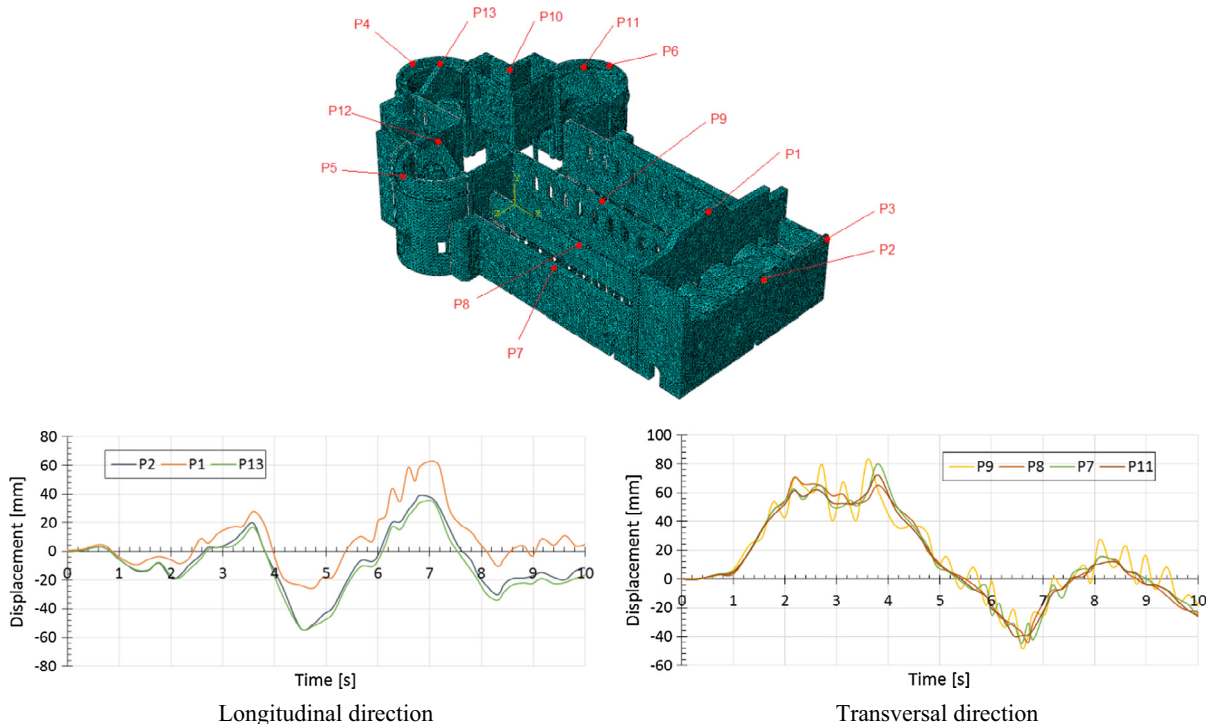 P4
P13
P10
P11
P6
P12
P9
P5
P1
P3
P2
P8
P7
y
z
x
80
60
40
20
0
-20
-40
-60
-80
0 1 2 3 4 5 6 7 8 9 10
Displacement [mm]
Time [s]
P2 P1 P13
Longitudinal direction
100
80
60
40
20
0
-20
-40
-60
0 1 2 3 4 5 6 7 8 9 10
Displacement [mm]
Time [s]
P9 P8 P7 P11
Transversal direction